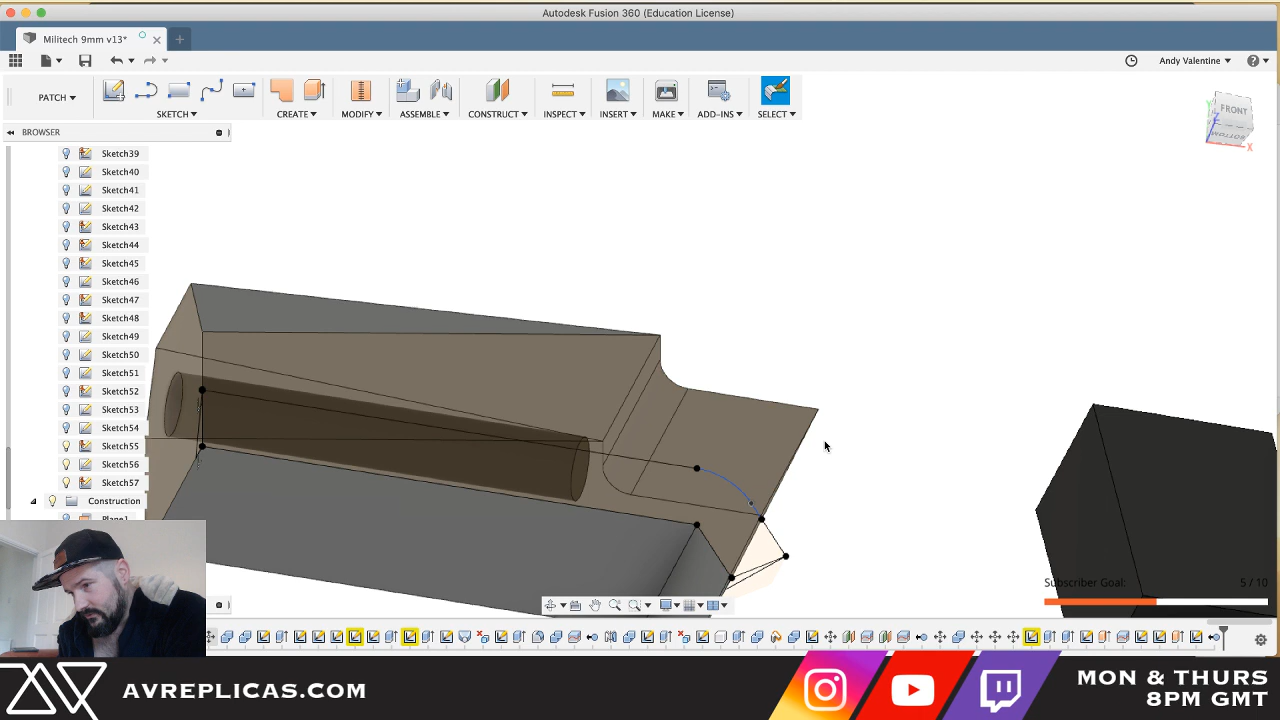 Autodesk Fusion 360 (Education License)
Militech 9mm v13*
Andy Valentine
PATCH
SKETCH
CREATE
MODIFY
ASSEMBLE
CONSTRUCT
INSPECT
INSERT
MAKE
ADD-INS
SELECT
BROWSER
FRONT
BOTTOM
Z
X
Sketch39
Sketch40
Sketch41
Sketch42
Sketch43
Sketch44
Sketch45
Sketch46
Sketch47
Sketch48
Sketch49
Sketch50
Sketch51
Sketch52
Sketch53
Sketch54
Sketch55
Sketch56
Sketch57
Construction
Plane1
Subscriber Goal: 5 / 10
AVREPLICAS.COM
MON & THURS
8PM GMT